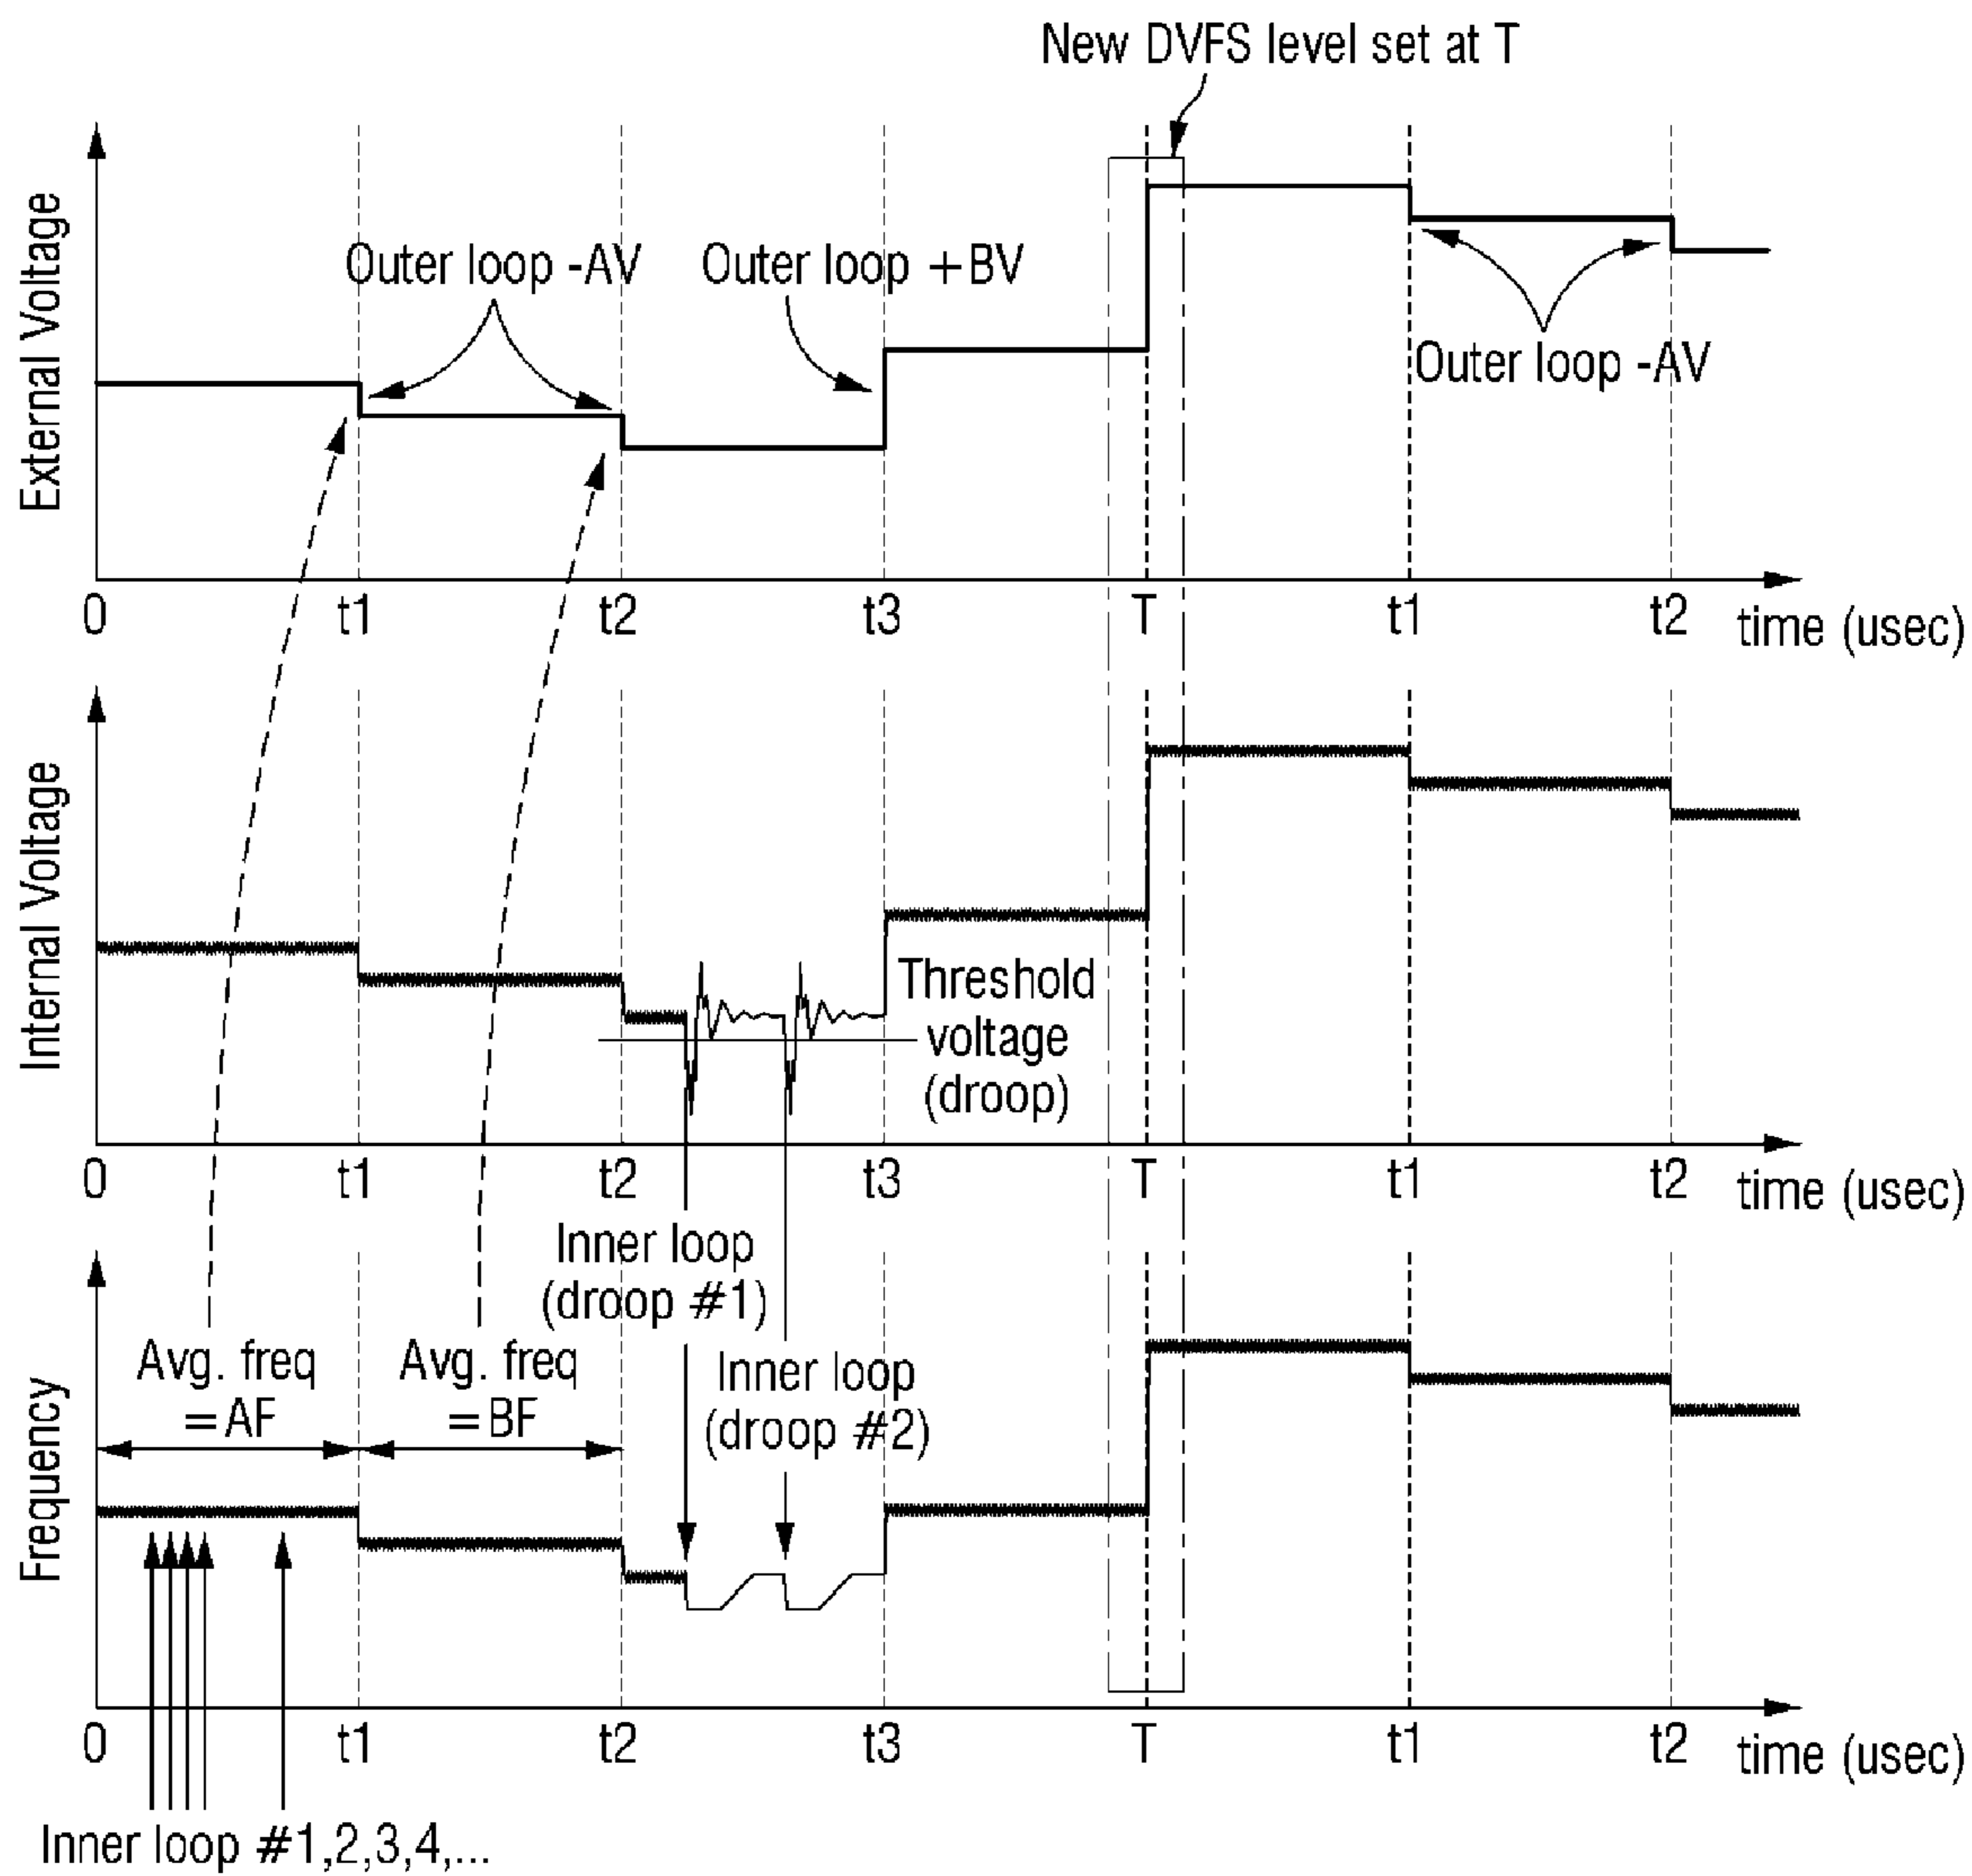 New DVFS level set at T
External Voltage
Outer loop -AV
Outer loop +BV
Outer loop -AV
0 t1 t2 t3 T t1 t2 time (usec)
Internal Voltage
Threshold
voltage
(droop)
0 t1 t2 t3 T t1 t2 time (usec)
Inner loop
(droop #1)
Inner loop
(droop #2)
Frequency
Avg. freq
=AF
Avg. freq
=BF
0 t1 t2 t3 T t1 t2 time (usec)
Inner loop #1,2,3,4,...